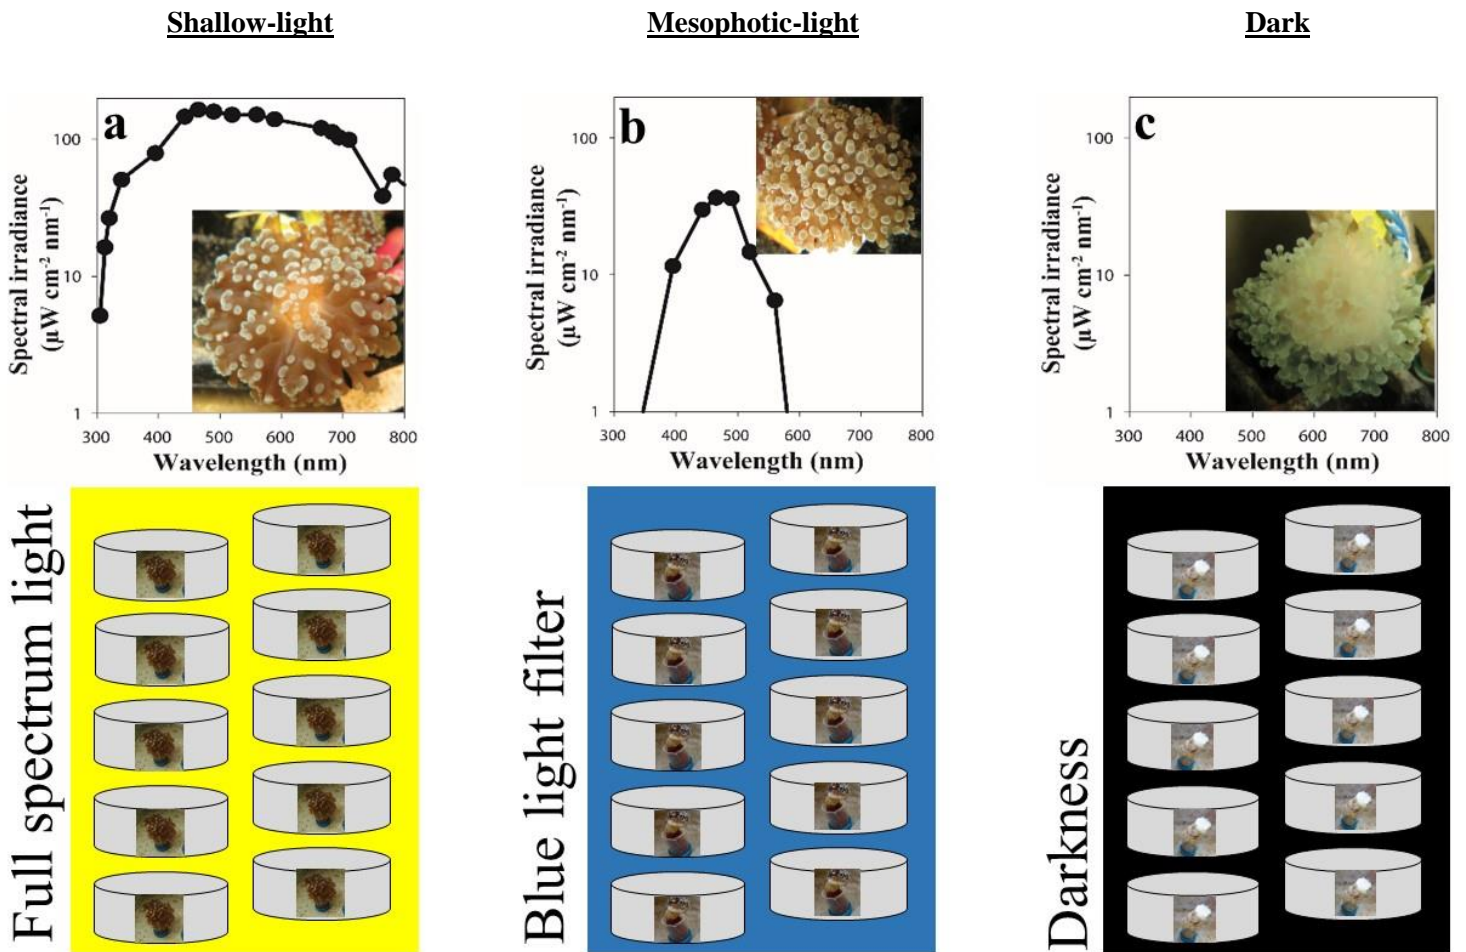 Shallow-light
Mesophotic-light
Dark
a
Spectral irradiance
(µW cm⁻² nm⁻¹)
100
10
1
300 400 500 600 700 800
Wavelength (nm)
b
Spectral irradiance
(µW cm⁻² nm⁻¹)
100
10
1
300 400 500 600 700 800
Wavelength (nm)
c
Spectral irradiance
(µW cm⁻² nm⁻¹)
100
10
1
300 400 500 600 700 800
Wavelength (nm)
Full spectrum light
Blue light filter
Darkness